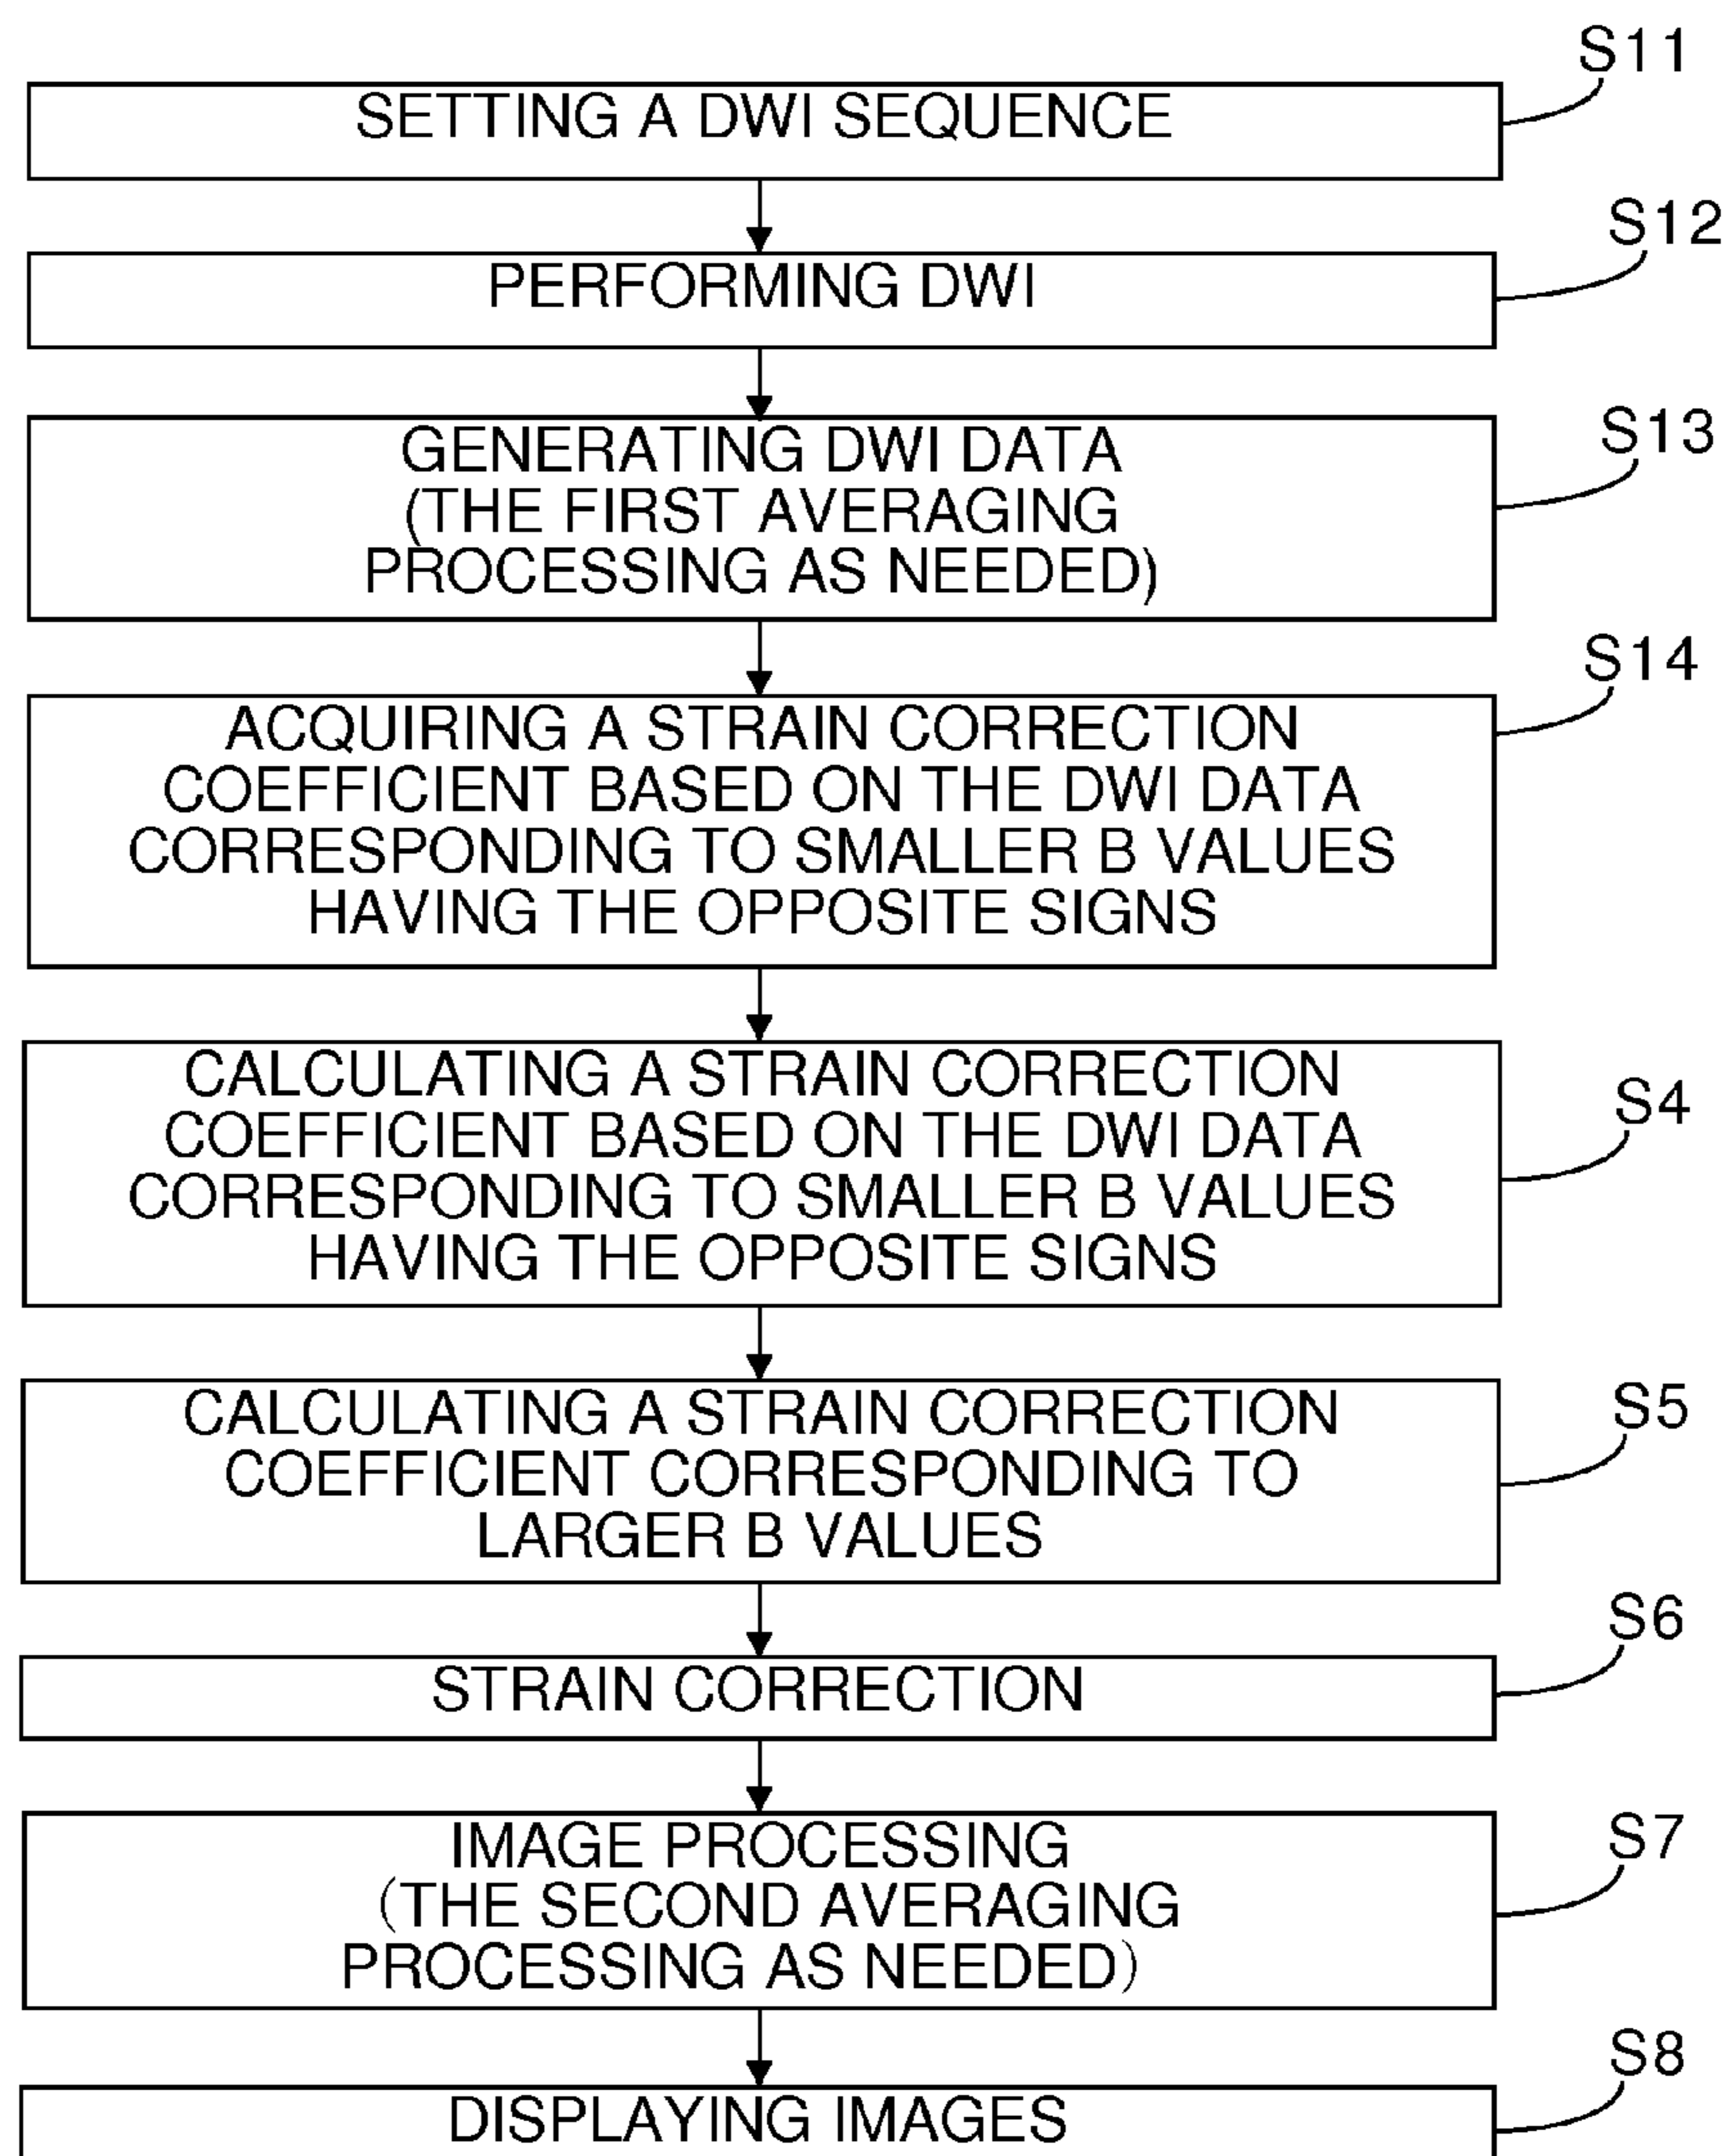 S11
SETTING A DWI SEQUENCE
S12
PERFORMING DWI
S13
GENERATING DWI DATA
(THE FIRST AVERAGING
PROCESSING AS NEEDED)
S14
ACQUIRING A STRAIN CORRECTION
COEFFICIENT BASED ON THE DWI DATA
CORRESPONDING TO SMALLER B VALUES
HAVING THE OPPOSITE SIGNS
S4
CALCULATING A STRAIN CORRECTION
COEFFICIENT BASED ON THE DWI DATA
CORRESPONDING TO SMALLER B VALUES
HAVING THE OPPOSITE SIGNS
S5
CALCULATING A STRAIN CORRECTION
COEFFICIENT CORRESPONDING TO
LARGER B VALUES
S6
STRAIN CORRECTION
S7
IMAGE PROCESSING
(THE SECOND AVERAGING
PROCESSING AS NEEDED)
S8
DISPLAYING IMAGES